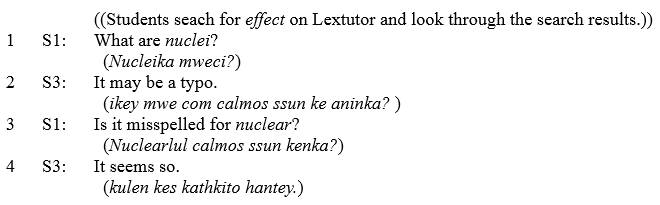 ((Students seach for effect on Lextutor and look through the search results.))
1 S1: What are nuclei?
(Nucleika mweci?)
2 S3: It may be a typo.
(ikey mwe com calmos ssun ke aninka? )
3 S1: Is it misspelled for nuclear?
(Nuclearlul calmos ssun kenka?)
4 S3: It seems so.
(kulen kes kathkito hantey.)